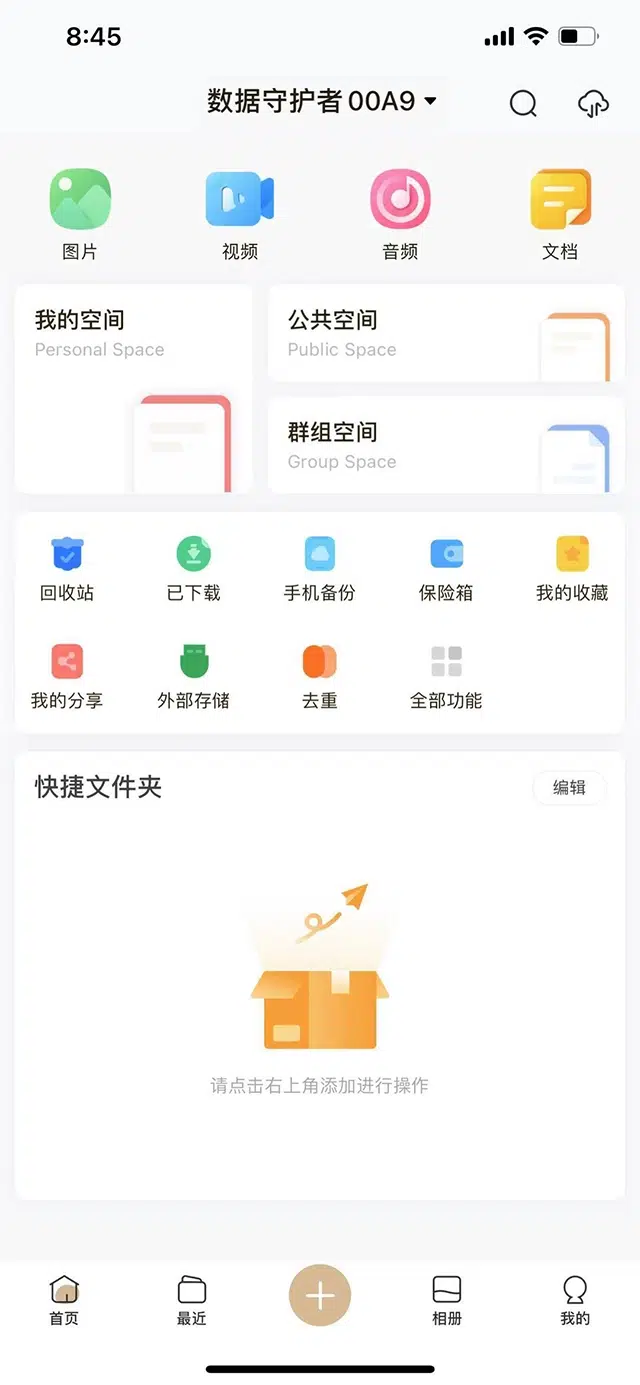 8:45
数据守护者00A9
图片 视频 音频 文档
我的空间
Personal Space
公共空间
Public Space
群组空间
Group Space
回收站 已下载 手机备份 保险箱 我的收藏
我的分享 外部存储 去重 全部功能
快捷文件夹 编辑
请点击右上角添加进行操作
首页 最近 相册 我的